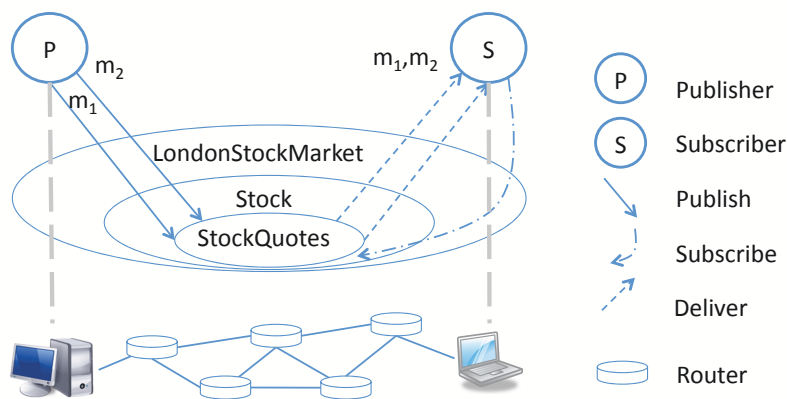 P
S
m₂
m₁,m₂
m₁
LondonStockMarket
Stock
StockQuotes
P Publisher
S Subscriber
Publish
Subscribe
Deliver
Router